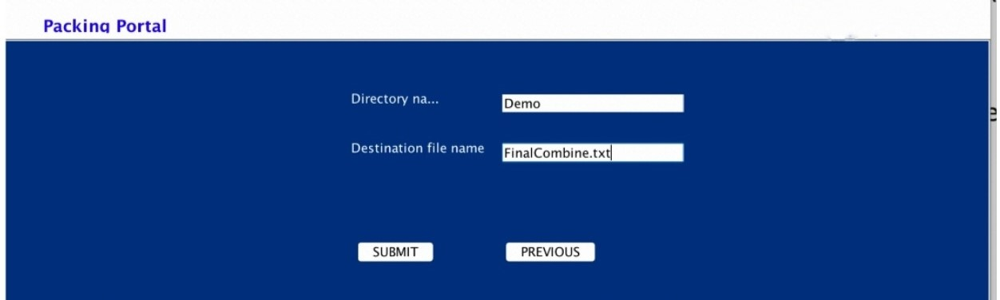 Packing Portal
Directory na... Demo
Destination file name FinalCombine.txt
SUBMIT PREVIOUS